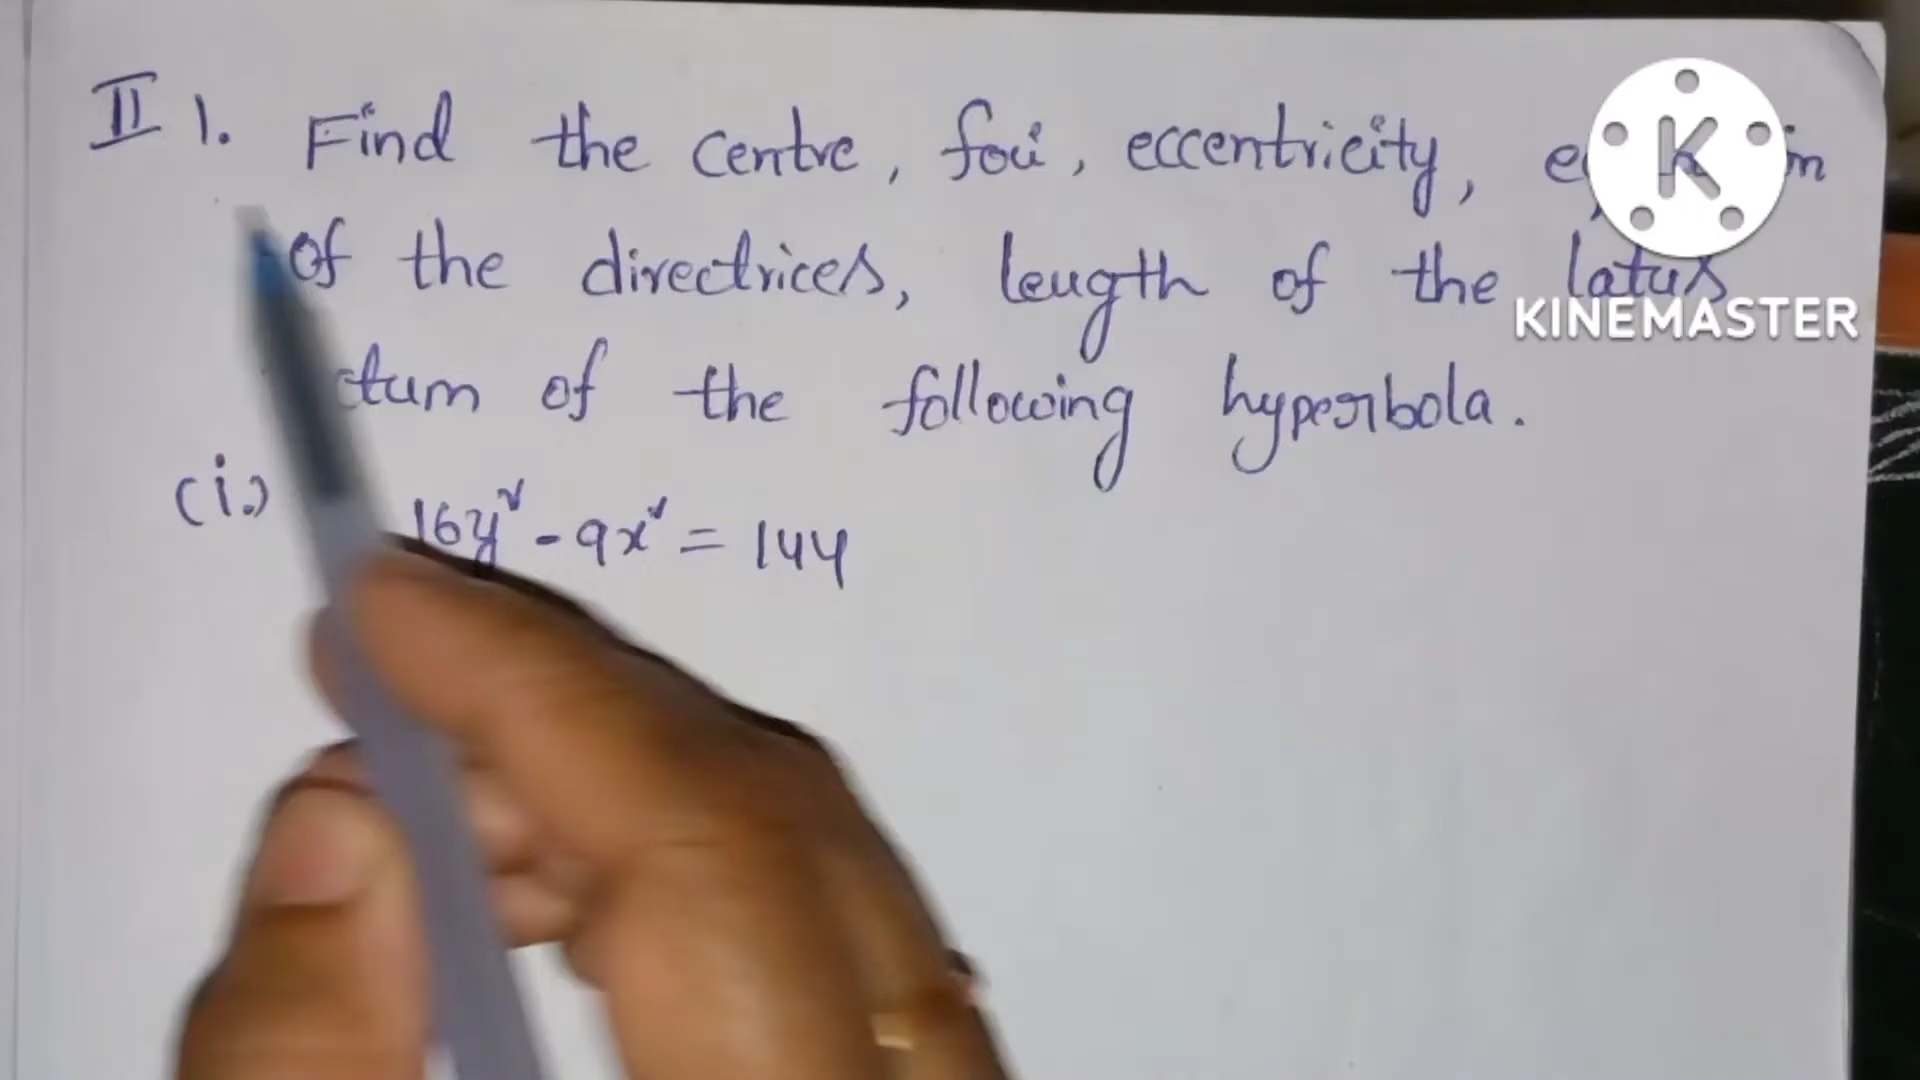 II 1. Find the centre, foci, eccentricity,
of the directrices, length of the latus
of the following hyperbola.
(i.) 16y² - 9x² = 144
K
KINEMASTER